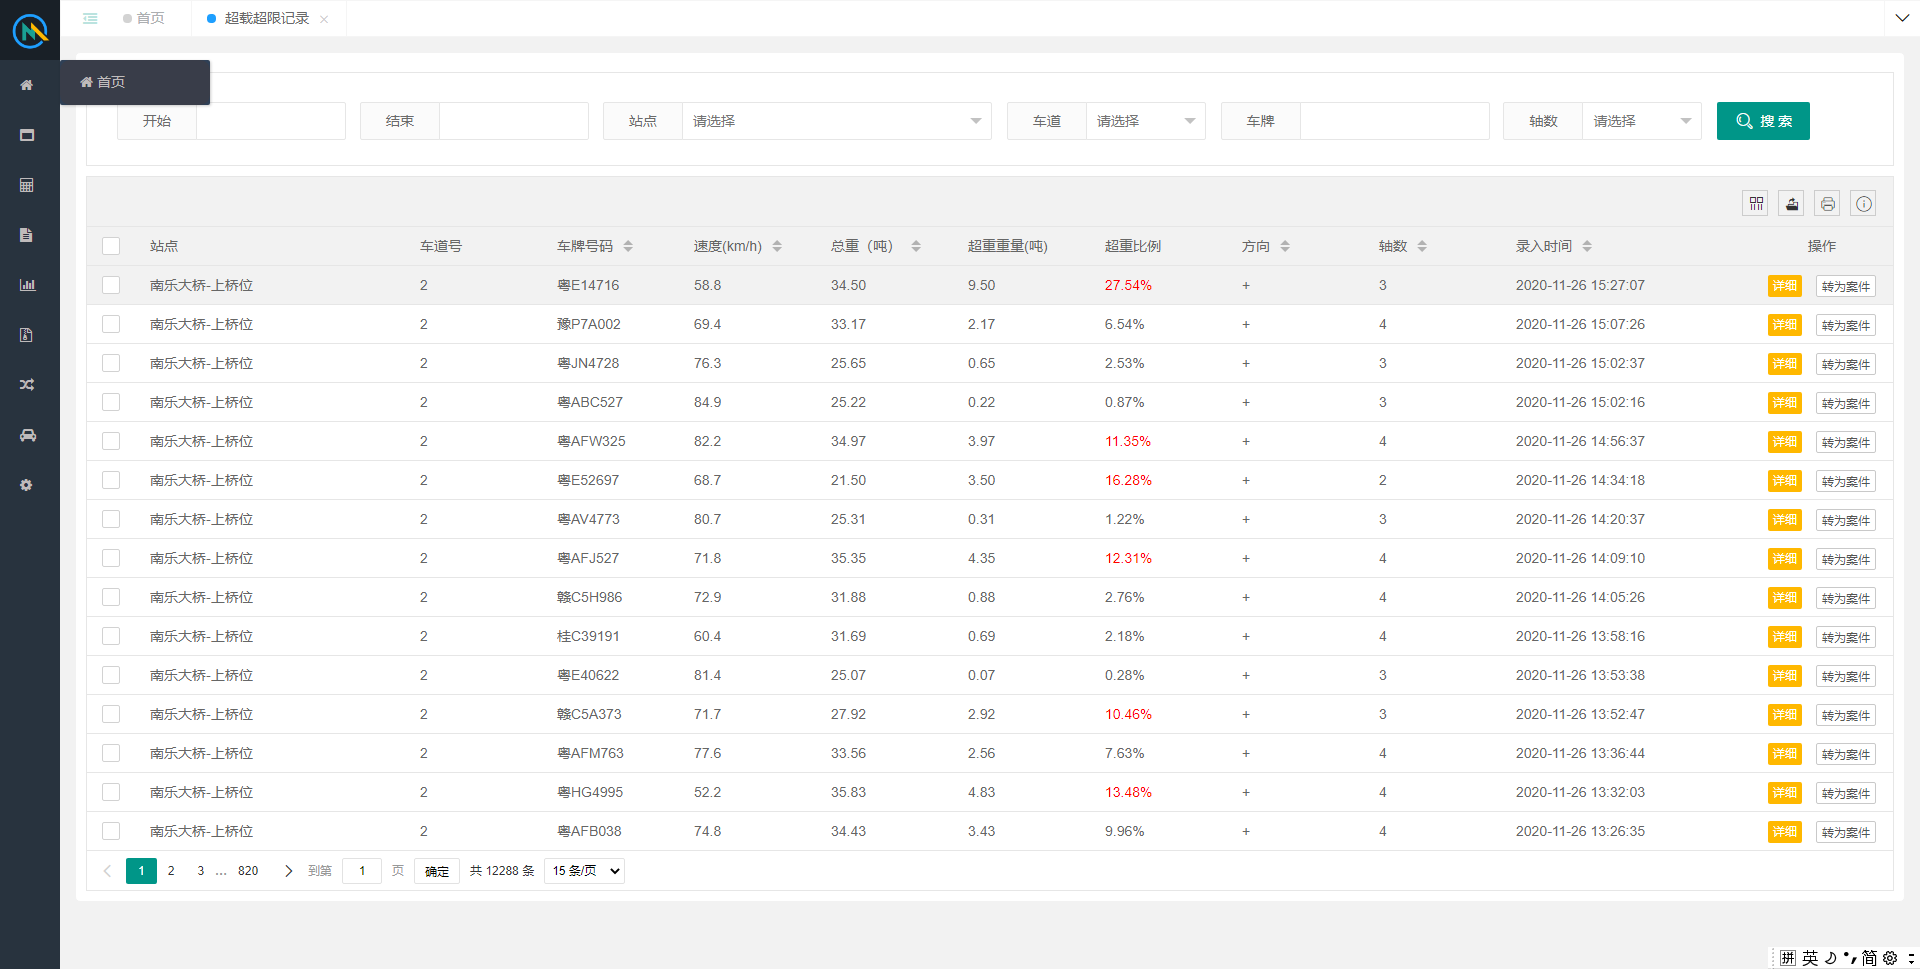 首页
超载超限记录
首页
开始
结束
站点 请选择
车道 请选择
车牌
轴数 请选择
搜 索
站点 车道号 车牌号码 速度(km/h) 总重（吨） 超重重量(吨) 超重比例 方向 轴数 录入时间 操作
南乐大桥-上桥位 2 粤E14716 58.8 34.50 9.50 27.54% + 3 2020-11-26 15:27:07 详细 转为案件
南乐大桥-上桥位 2 豫P7A002 69.4 33.17 2.17 6.54% + 4 2020-11-26 15:07:26 详细 转为案件
南乐大桥-上桥位 2 粤JN4728 76.3 25.65 0.65 2.53% + 3 2020-11-26 15:02:37 详细 转为案件
南乐大桥-上桥位 2 粤ABC527 84.9 25.22 0.22 0.87% + 3 2020-11-26 15:02:16 详细 转为案件
南乐大桥-上桥位 2 粤AFW325 82.2 34.97 3.97 11.35% + 4 2020-11-26 14:56:37 详细 转为案件
南乐大桥-上桥位 2 粤E52697 68.7 21.50 3.50 16.28% + 2 2020-11-26 14:34:18 详细 转为案件
南乐大桥-上桥位 2 粤AV4773 80.7 25.31 0.31 1.22% + 3 2020-11-26 14:20:37 详细 转为案件
南乐大桥-上桥位 2 粤AFJ527 71.8 35.35 4.35 12.31% + 4 2020-11-26 14:09:10 详细 转为案件
南乐大桥-上桥位 2 赣C5H986 72.9 31.88 0.88 2.76% + 4 2020-11-26 14:05:26 详细 转为案件
南乐大桥-上桥位 2 桂C39191 60.4 31.69 0.69 2.18% + 4 2020-11-26 13:58:16 详细 转为案件
南乐大桥-上桥位 2 粤E40622 81.4 25.07 0.07 0.28% + 3 2020-11-26 13:53:38 详细 转为案件
南乐大桥-上桥位 2 赣C5A373 71.7 27.92 2.92 10.46% + 3 2020-11-26 13:52:47 详细 转为案件
南乐大桥-上桥位 2 粤AFM763 77.6 33.56 2.56 7.63% + 4 2020-11-26 13:36:44 详细 转为案件
南乐大桥-上桥位 2 粤HG4995 52.2 35.83 4.83 13.48% + 4 2020-11-26 13:32:03 详细 转为案件
南乐大桥-上桥位 2 粤AFB038 74.8 34.43 3.43 9.96% + 4 2020-11-26 13:26:35 详细 转为案件
1 2 3 … 820 到第 1 页 确定 共 12288 条 15 条/页
拼 英 简